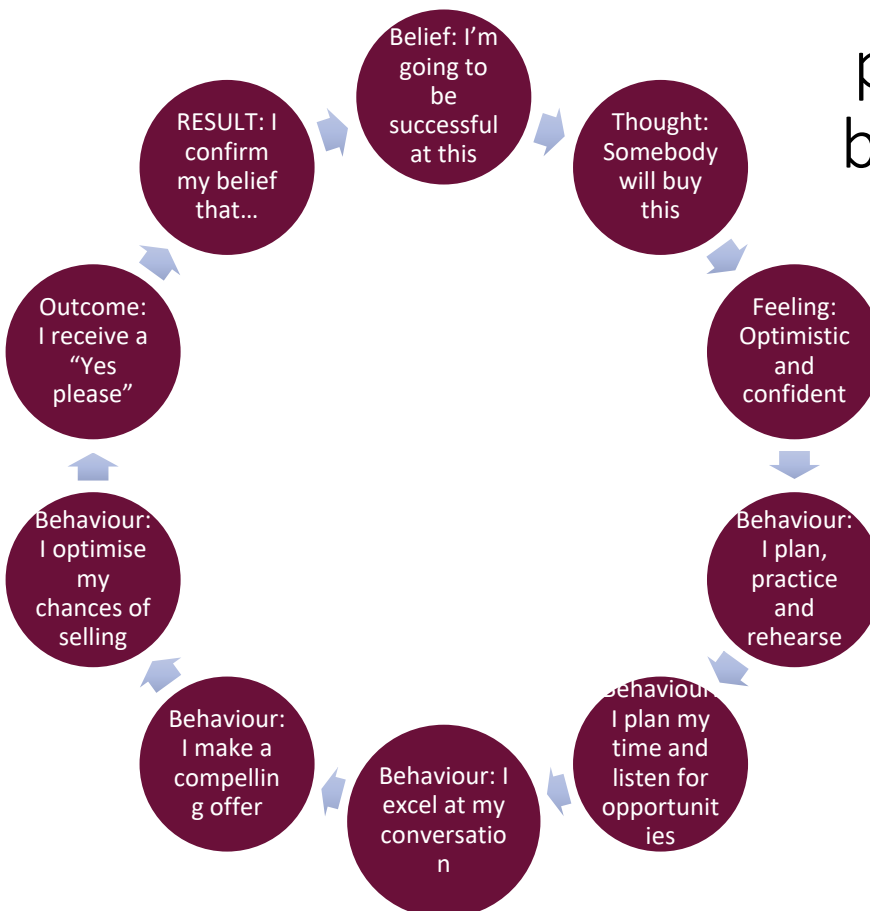 Belief: I’m
going to
be
successful
at this
Thought:
Somebody
will buy
this
Feeling:
Optimistic
and
confident
Behaviour:
I plan,
practice
and
rehearse
Behaviour:
I plan my
time and
listen for
opportunit
ies
Behaviour: I
excel at my
conversatio
n
Behaviour:
I make a
compellin
g offer
Behaviour:
I optimise
my
chances of
selling
Outcome:
I receive a
“Yes
please”
RESULT: I
confirm
my belief
that…